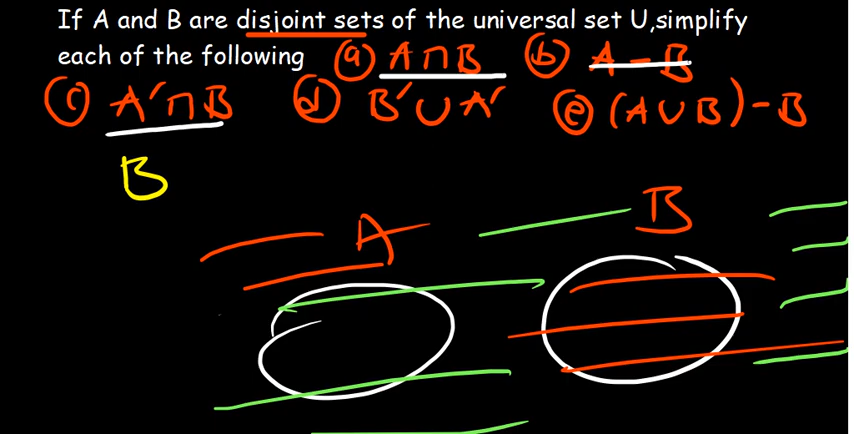 If A and B are disjoint sets of the universal set U,simplify
each of the following (a) A∩B (b) A - B
(c) A'∩B (d) B'∪A' (e) (A∪B)-B
B
A B